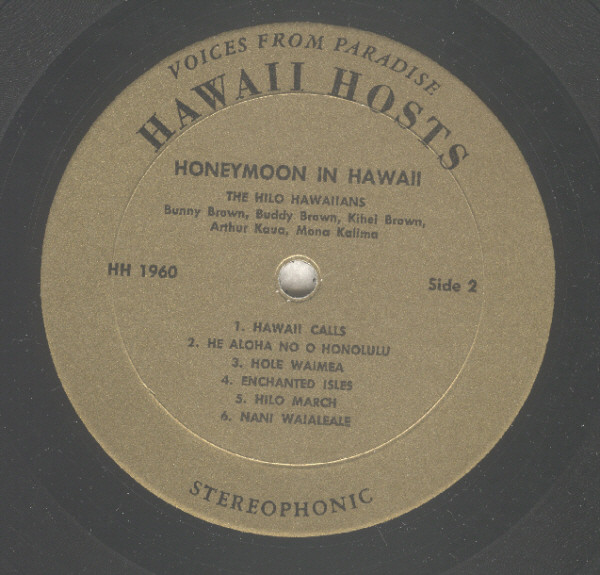 VOICES FROM PARADISE
HAWAII HOSTS
HONEYMOON IN HAWAII
THE HILO HAWAIIANS
Bunny Brown, Buddy Brown, Kihei Brown,
Arthur Kaua, Mona Kalima
HH 1960
Side 2
1. HAWAII CALLS
2. HE ALOHA NO O HONOLULU
3. HOLE WAIMEA
4. ENCHANTED ISLES
5. HILO MARCH
6. NANI WAIALEALE
STEREOPHONIC